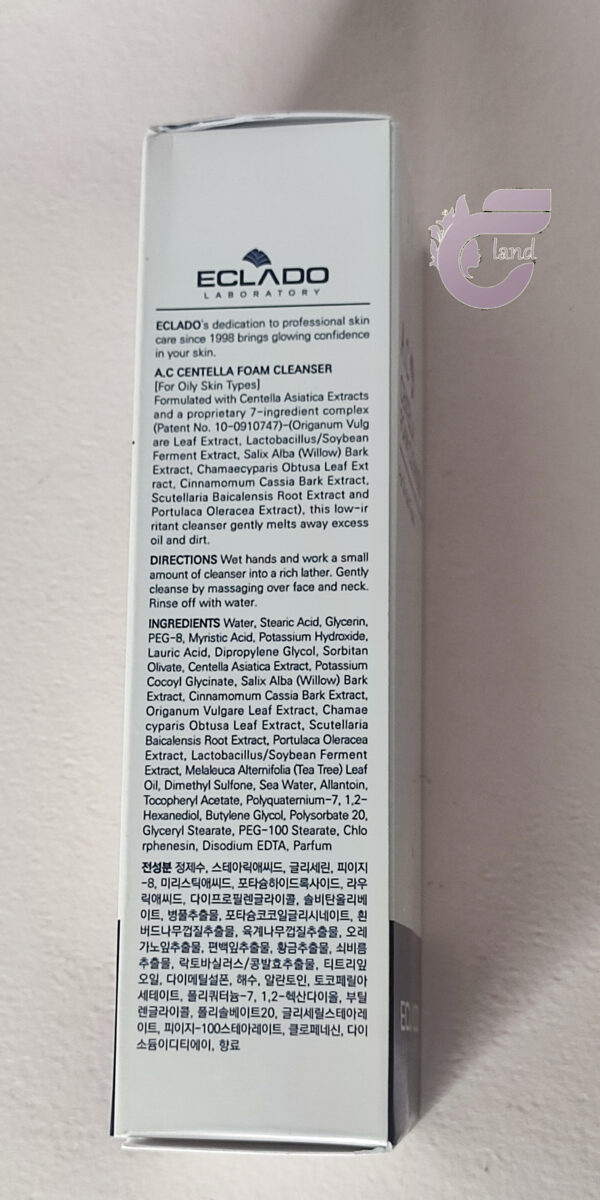 land
ECLADO
LABORATORY
ECLADO's dedication to professional skin
care since 1998 brings glowing confidence
in your skin.
A.C CENTELLA FOAM CLEANSER
[For Oily Skin Types]
Formulated with Centella Asiatica Extracts
and a proprietary 7-ingredient complex
(Patent No. 10-0910747)-(Origanum Vulg
are Leaf Extract, Lactobacillus/Soybean
Ferment Extract, Salix Alba (Willow) Bark
Extract, Chamaecyparis Obtusa Leaf Ext
ract, Cinnamomum Cassia Bark Extract,
Scutellaria Baicalensis Root Extract and
Portulaca Oleracea Extract), this low-ir
ritant cleanser gently melts away excess
oil and dirt.
DIRECTIONS Wet hands and work a small
amount of cleanser into a rich lather. Gently
cleanse by massaging over face and neck.
Rinse off with water.
INGREDIENTS Water, Stearic Acid, Glycerin,
PEG-8, Myristic Acid, Potassium Hydroxide,
Lauric Acid, Dipropylene Glycol, Sorbitan
Olivate, Centella Asiatica Extract, Potassium
Cocoyl Glycinate, Salix Alba (Willow) Bark
Extract, Cinnamomum Cassia Bark Extract,
Origanum Vulgare Leaf Extract, Chamae
cyparis Obtusa Leaf Extract, Scutellaria
Baicalensis Root Extract, Portulaca Oleracea
Extract, Lactobacillus/Soybean Ferment
Extract, Melaleuca Alternifolia (Tea Tree) Leaf
Oil, Dimethyl Sulfone, Sea Water, Allantoin,
Tocopheryl Acetate, Polyquaternium-7, 1,2-
Hexanediol, Butylene Glycol, Polysorbate 20,
Glyceryl Stearate, PEG-100 Stearate, Chlo
rphenesin, Disodium EDTA, Parfum
전성분 정제수, 스테아릭애씨드, 글리세린, 피이지
-8, 미리스틱애씨드, 포타슘하이드록사이드, 라우
릭애씨드, 다이프로필렌글라이콜, 솔비탄올리베
이트, 병풀추출물, 포타슘코코일글리시네이트, 흰
버드나무껍질추출물, 육계나무껍질추출물, 오레
가노잎추출물, 편백잎추출물, 황금추출물, 쇠비름
추출물, 락토바실러스/콩발효추출물, 티트리잎
오일, 다이메틸설폰, 해수, 알란토인, 토코페릴아
세테이트, 폴리쿼터늄-7, 1,2-헥산다이올, 부틸
렌글라이콜, 폴리솔베이트20, 글리세릴스테아레
이트, 피이지-100스테아레이트, 클로페네신, 다이
소듐이디티에이, 향료